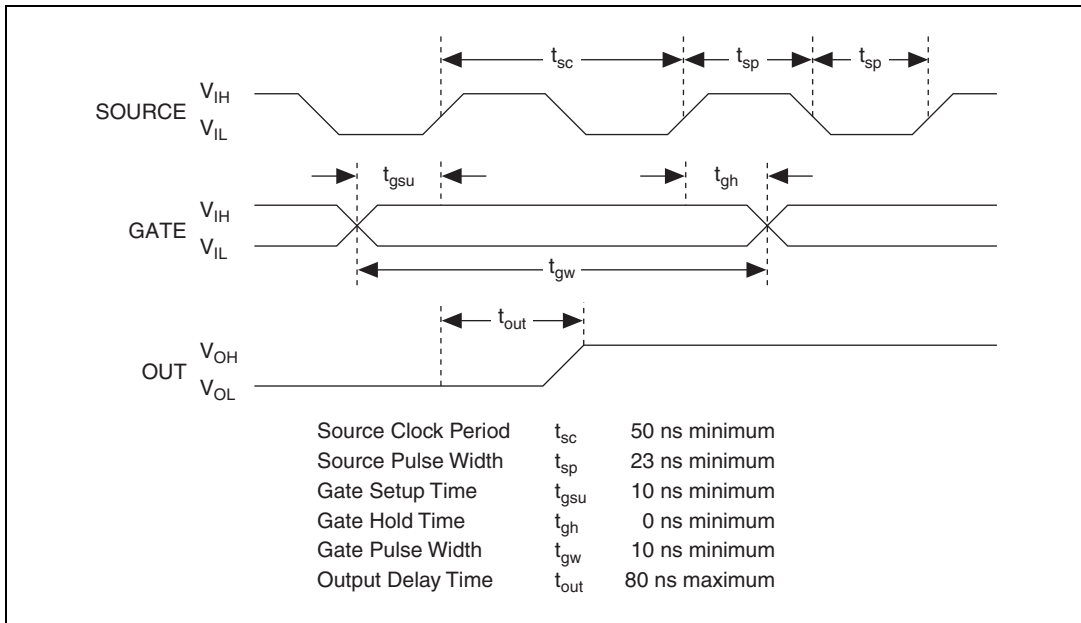 t_sc t_sp t_sp
V_IH
SOURCE
V_IL
t_gsu t_gh
V_IH
GATE
V_IL
t_gw
t_out
V_OH
OUT
V_OL
Source Clock Period t_sc 50 ns minimum
Source Pulse Width t_sp 23 ns minimum
Gate Setup Time t_gsu 10 ns minimum
Gate Hold Time t_gh 0 ns minimum
Gate Pulse Width t_gw 10 ns minimum
Output Delay Time t_out 80 ns maximum